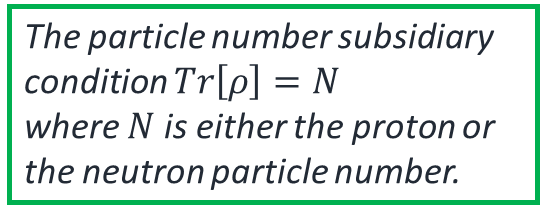 The particle number subsidiary
condition Tr[ρ] = N
where N is either the proton or
the neutron particle number.